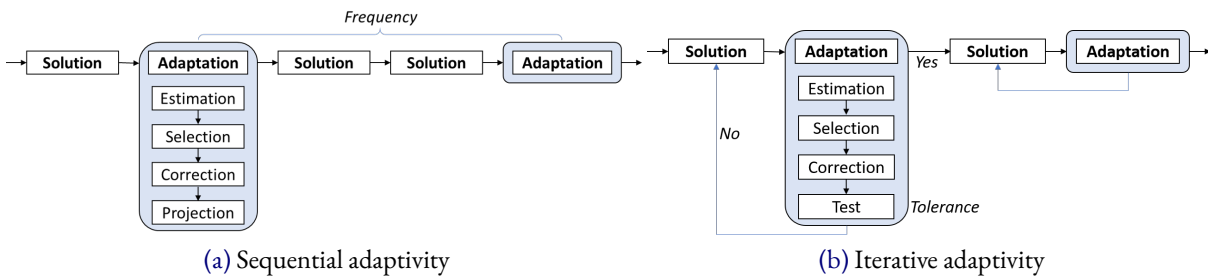 Frequency
Solution
Adaptation
Solution
Solution
Adaptation
Estimation
Selection
Correction
Projection
(a) Sequential adaptivity
Solution
Adaptation
Yes
Solution
Adaptation
Estimation
No
Selection
Correction
Test
Tolerance
(b) Iterative adaptivity